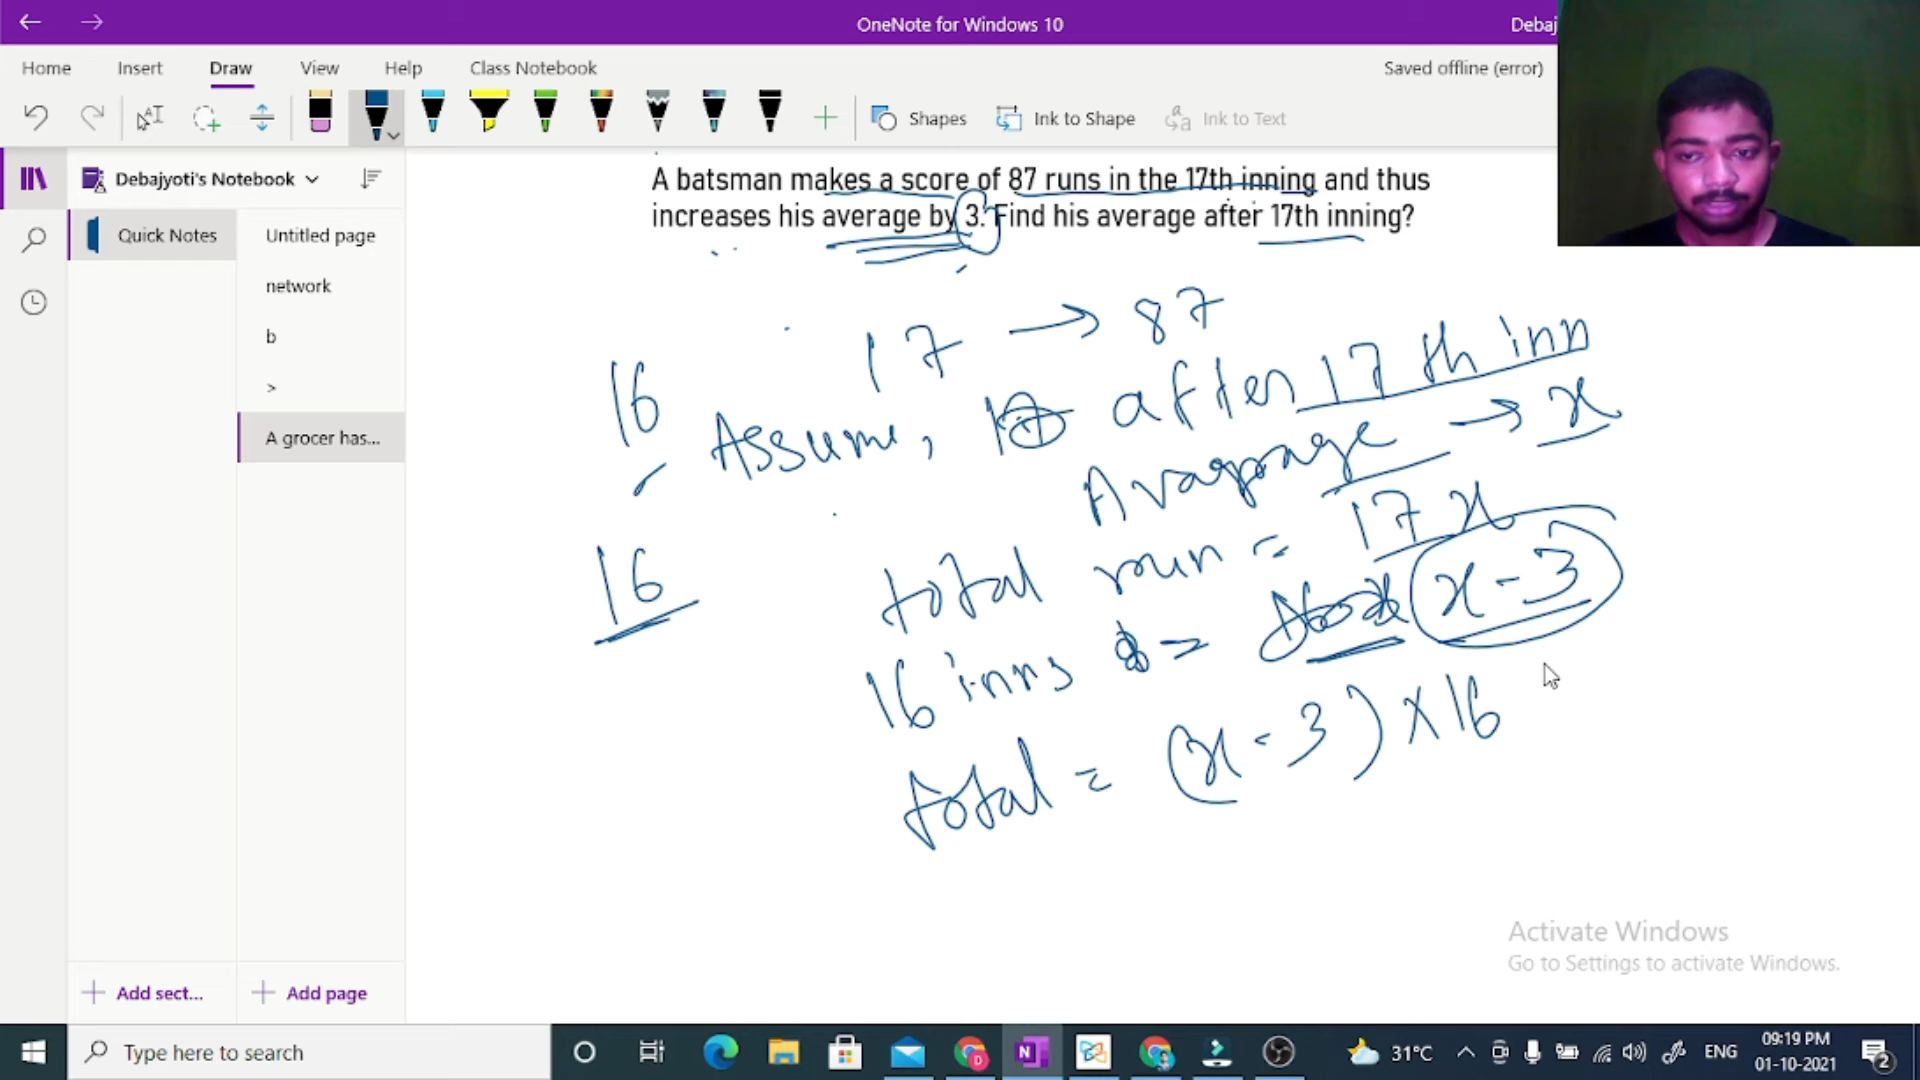 OneNote for Windows 10
Debaj
Home Insert Draw View Help Class Notebook
Saved offline (error)
Shapes Ink to Shape Ink to Text
Debajyoti's Notebook
Quick Notes
Untitled page
network
b
>
A grocer has...
A batsman makes a score of 87 runs in the 17th inning and thus
increases his average by 3. Find his average after 17th inning?
17 → 87
16
Assume, after 17 th inn
Avarage → x
total run = 17x
16
16 inns = x - 3
total = (x - 3) × 16
Activate Windows
Go to Settings to activate Windows.
Add sect...
Add page
Type here to search
31°C
ENG
09:19 PM
01-10-2021
2